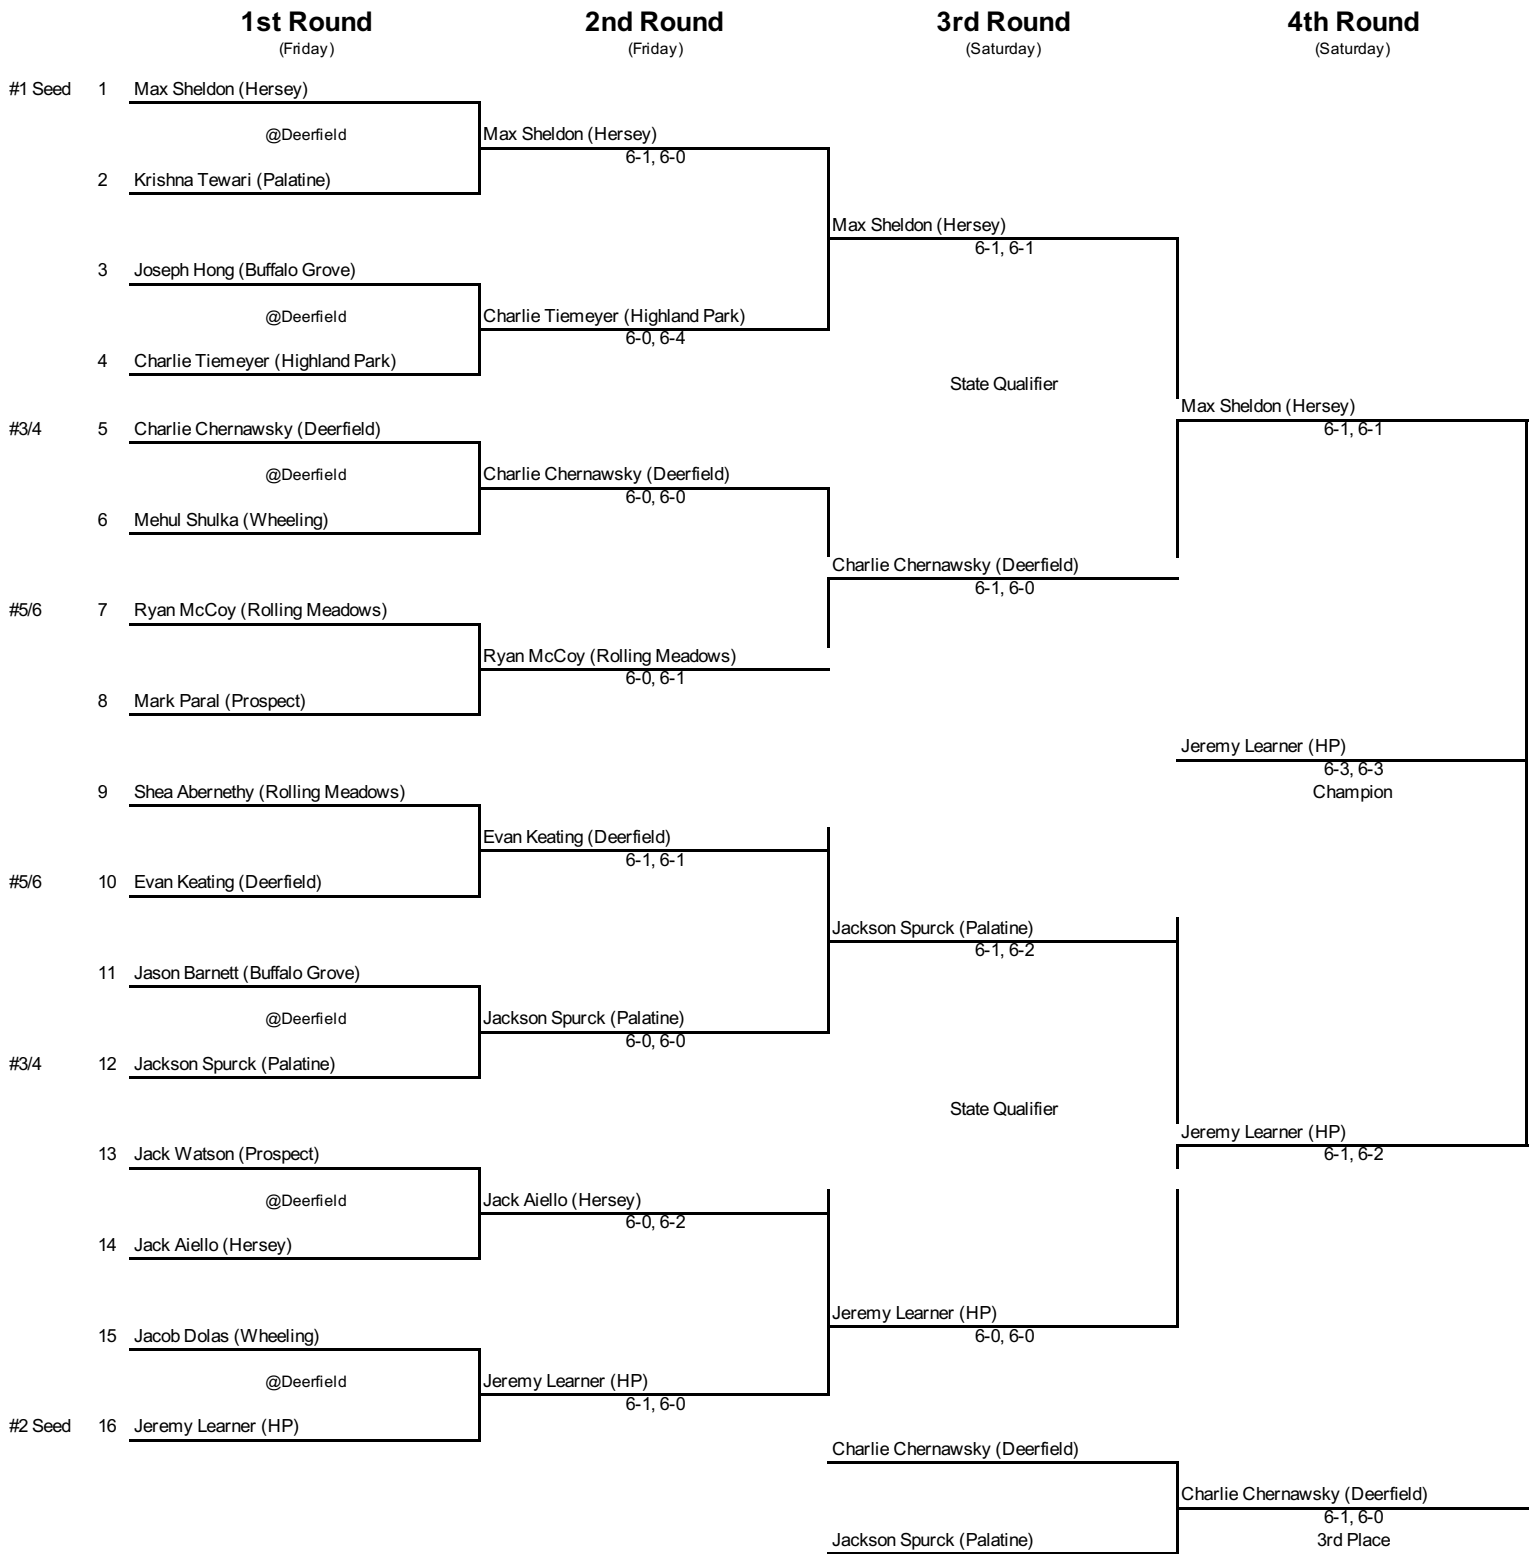 1st Round 2nd Round 3rd Round 4th Round
(Friday) (Friday) (Saturday) (Saturday)
#1 Seed 1 Max Sheldon (Hersey)
@Deerfield Max Sheldon (Hersey)
6-1, 6-0
2 Krishna Tewari (Palatine)
Max Sheldon (Hersey)
6-1, 6-1
3 Joseph Hong (Buffalo Grove)
@Deerfield Charlie Tiemeyer (Highland Park)
6-0, 6-4
4 Charlie Tiemeyer (Highland Park)
State Qualifier
Max Sheldon (Hersey)
#3/4 5 Charlie Chernawsky (Deerfield) 6-1, 6-1
@Deerfield Charlie Chernawsky (Deerfield)
6-0, 6-0
6 Mehul Shulka (Wheeling)
Charlie Chernawsky (Deerfield)
6-1, 6-0
#5/6 7 Ryan McCoy (Rolling Meadows)
Ryan McCoy (Rolling Meadows)
6-0, 6-1
8 Mark Paral (Prospect)
Jeremy Learner (HP)
6-3, 6-3
9 Shea Abernethy (Rolling Meadows) Champion
Evan Keating (Deerfield)
6-1, 6-1
#5/6 10 Evan Keating (Deerfield)
Jackson Spurck (Palatine)
6-1, 6-2
11 Jason Barnett (Buffalo Grove)
@Deerfield Jackson Spurck (Palatine)
6-0, 6-0
#3/4 12 Jackson Spurck (Palatine)
State Qualifier
Jeremy Learner (HP)
13 Jack Watson (Prospect) 6-1, 6-2
@Deerfield Jack Aiello (Hersey)
6-0, 6-2
14 Jack Aiello (Hersey)
Jeremy Learner (HP)
15 Jacob Dolas (Wheeling) 6-0, 6-0
@Deerfield Jeremy Learner (HP)
6-1, 6-0
#2 Seed 16 Jeremy Learner (HP)
Charlie Chernawsky (Deerfield)
Charlie Chernawsky (Deerfield)
6-1, 6-0
Jackson Spurck (Palatine) 3rd Place